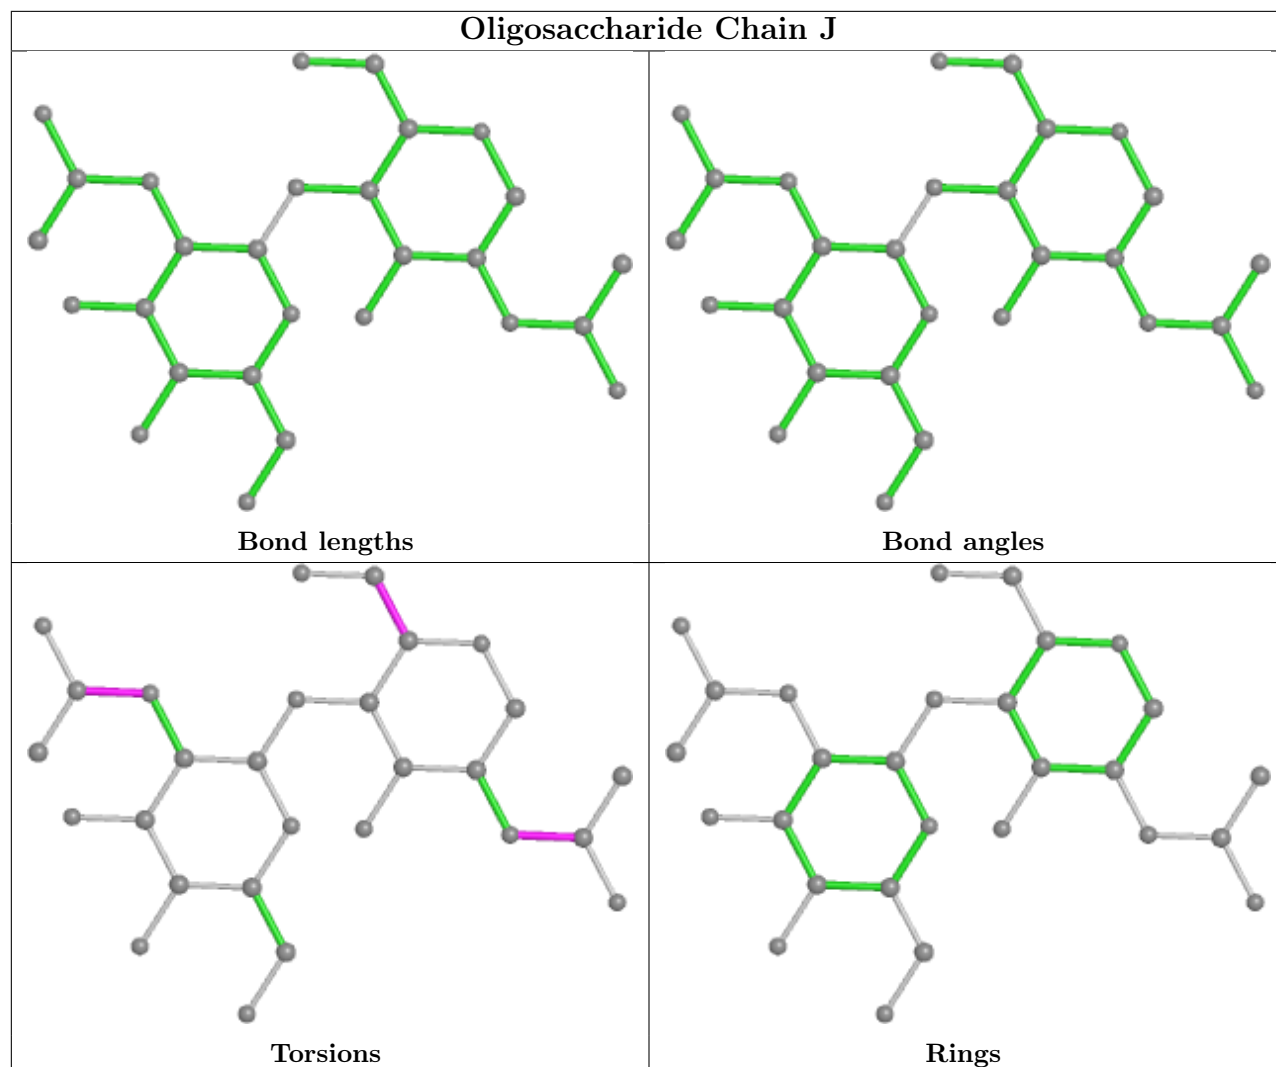 Oligosaccharide Chain J
Bond lengths
Bond angles
Torsions
Rings